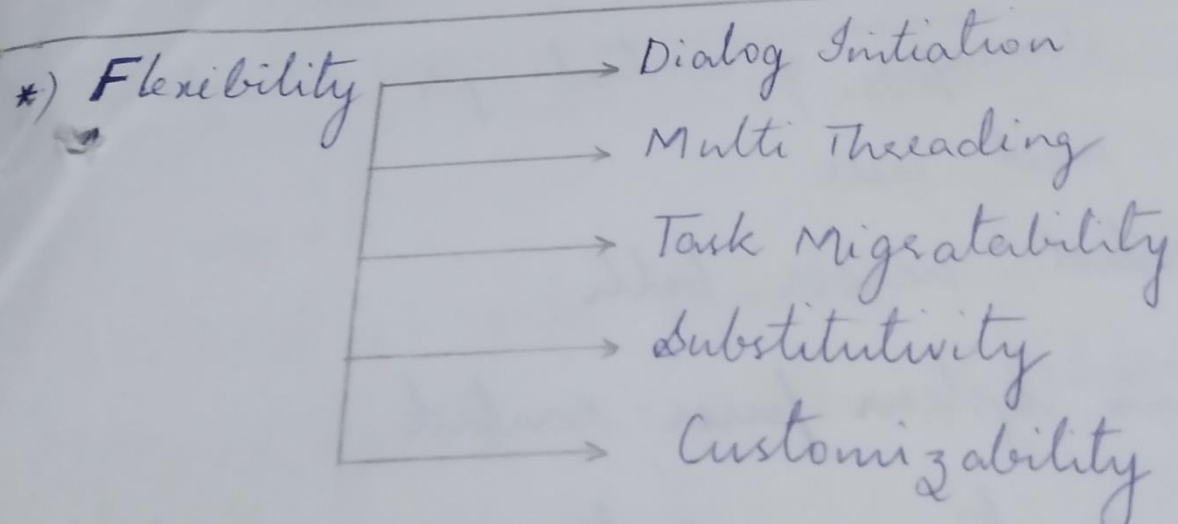 *) Flexibility
Dialog Initiation
Multi Threading
Task Migratability
Substitutivity
Customizability